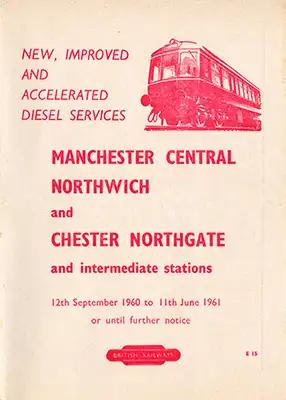 NEW, IMPROVED
AND
ACCELERATED
DIESEL SERVICES
MANCHESTER CENTRAL
NORTHWICH
and
CHESTER NORTHGATE
and intermediate stations
12th September 1960 to 11th June 1961
or until further notice
BRITISH RAILWAYS
E 15